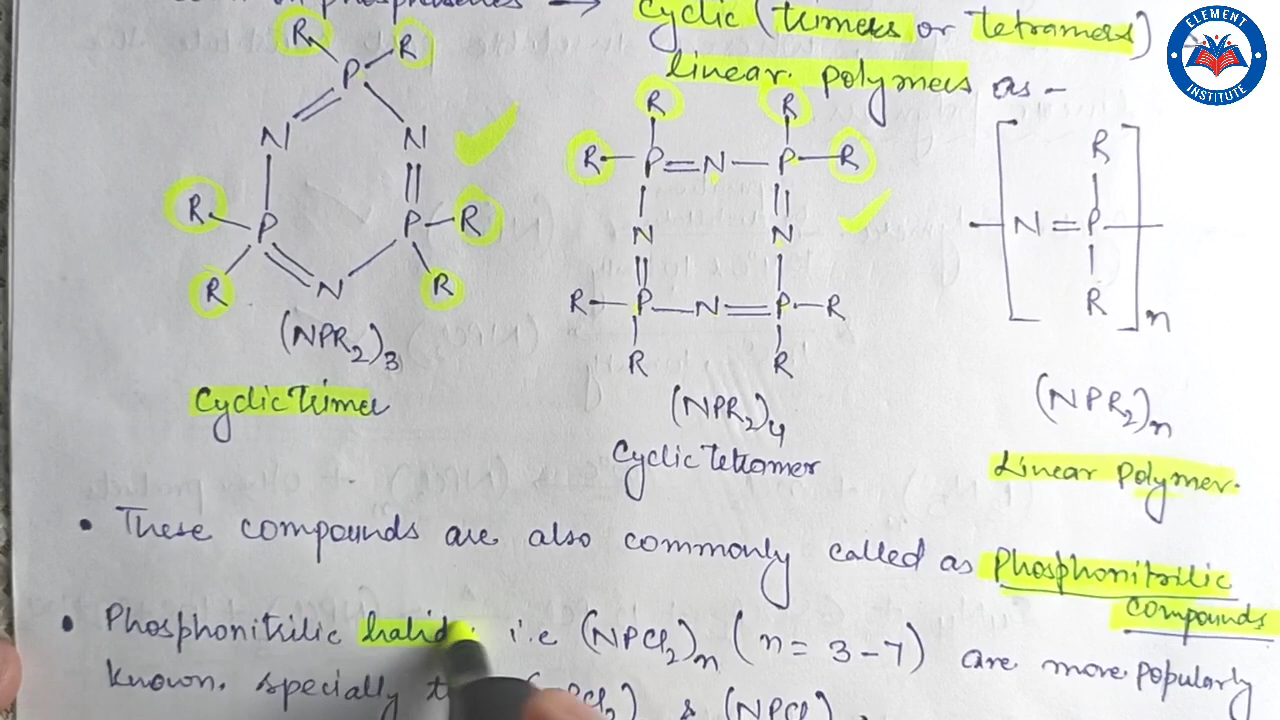 → Cyclic (trimers or tetramers)
linear polymers as -
ELEMENT
INSTITUTE
R R
P
N N
R P P R
R N R
(NPR₂)₃
Cyclic Trimer
R R
R P=N-P-R
N N
R-P-N=P-R
R R
(NPR₂)₄
Cyclic Tetramer
R
[N=P]n
R
(NPR₂)n
Linear Polymer.
• These compounds are also commonly called as Phosphonitrilic
compounds
• Phosphonitrilic halid i.e (NPCl₂)n (n = 3-7) are more popularly
known. specially